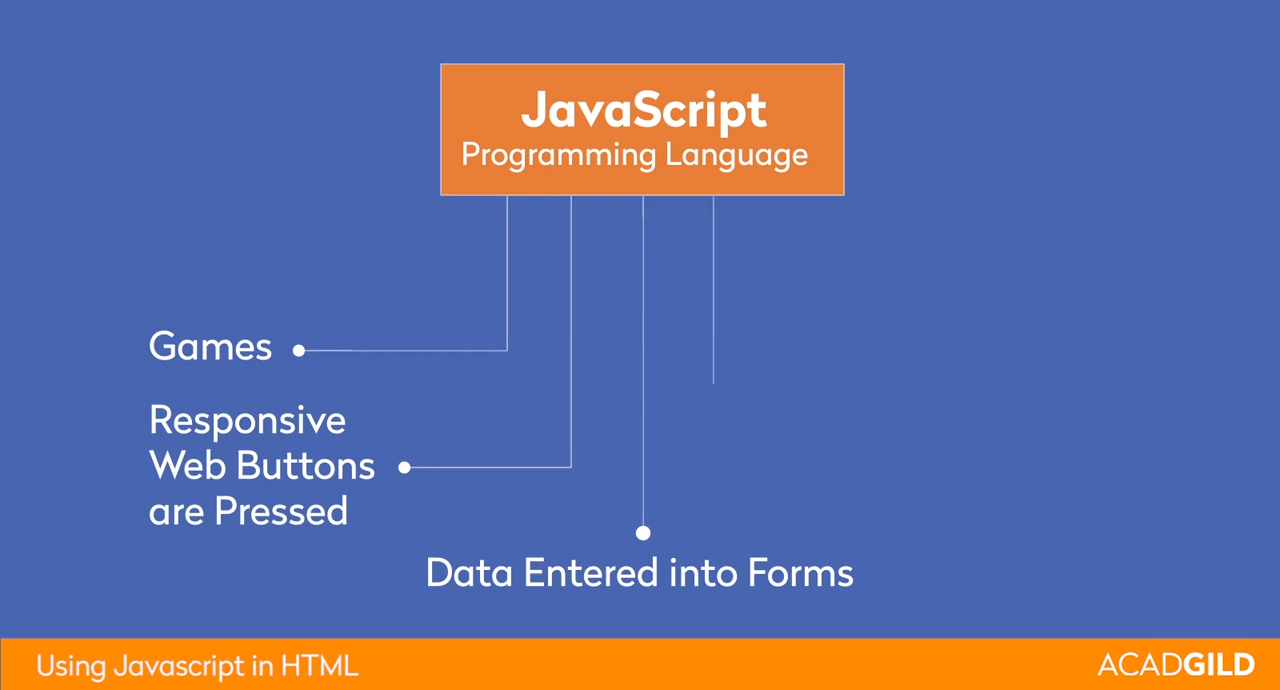 JavaScript
Programming Language
Games
Responsive
Web Buttons
are Pressed
Data Entered into Forms
Using Javascript in HTML
ACADGILD